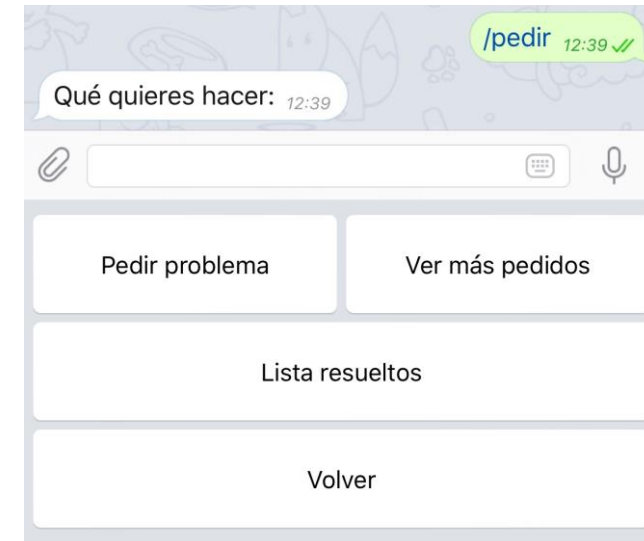 /pedir 12:39
Qué quieres hacer: 12:39
Pedir problema
Ver más pedidos
Lista resueltos
Volver